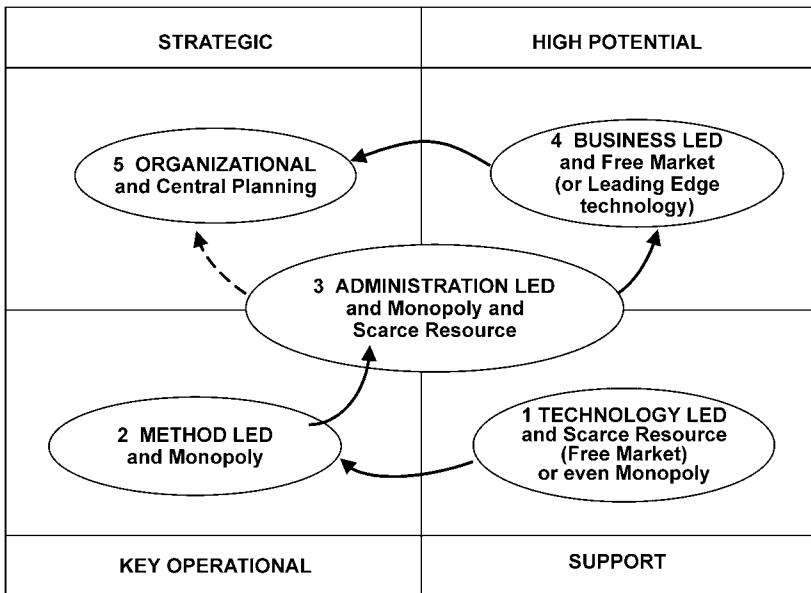 STRATEGIC
HIGH POTENTIAL
5 ORGANIZATIONAL
and Central Planning
4 BUSINESS LED
and Free Market
(or Leading Edge
technology)
3 ADMINISTRATION LED
and Monopoly and
Scarce Resource
2 METHOD LED
and Monopoly
1 TECHNOLOGY LED
and Scarce Resource
(Free Market)
or even Monopoly
KEY OPERATIONAL
SUPPORT